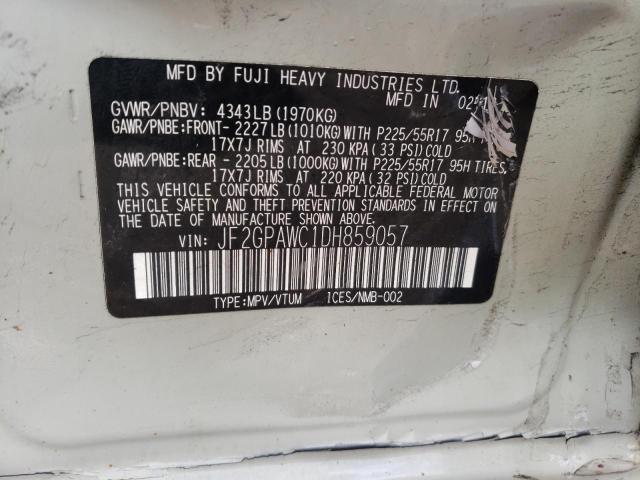 MFD BY FUJI HEAVY INDUSTRIES LTD.
MFD IN
GVWR/PNBV: 4343LB(1970KG)
GAWR/PNBE:FRONT- 2227LB(1010KG)WITH P225/55R17 95H
17X7J RIMS AT 230 KPA(33 PSI)COLD
GAWR/PNBE:REAR - 2205LB(1000KG)WITH P225/55R17 95H TIRES,
17X7J RIMS AT 220 KPA(32 PSI)COLD
THIS VEHICLE CONFORMS TO ALL APPLICABLE FEDERAL MOTOR
VEHICLE SAFETY AND THEFT PREVENTION STANDARDS IN EFFECT ON
THE DATE OF MANUFACTURE SHOWN ABOVE.
VIN: JF2GPAWC1DH859057
TYPE:MPV/VTUM ICES/NMB-002